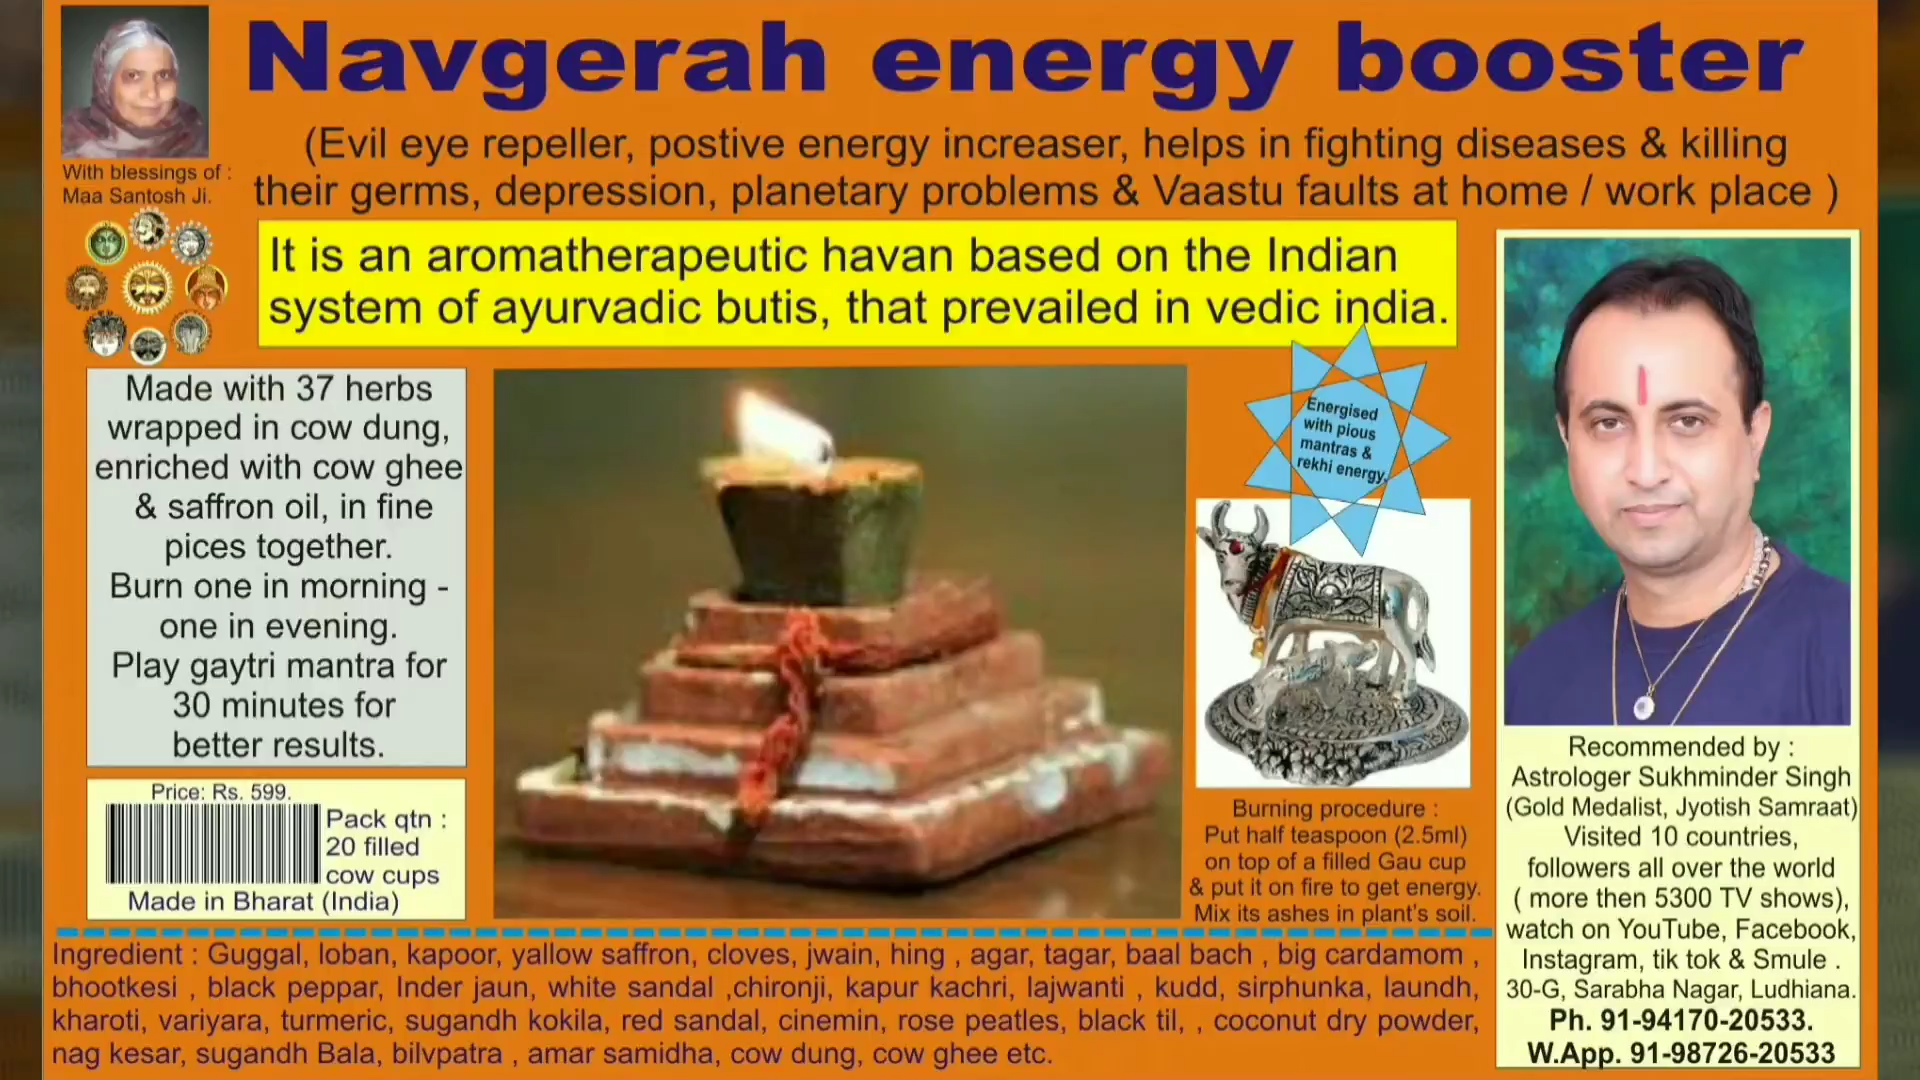 Navgerah energy booster
(Evil eye repeller, postive energy increaser, helps in fighting diseases & killing
their germs, depression, planetary problems & Vaastu faults at home / work place )
With blessings of :
Maa Santosh Ji.
It is an aromatherapeutic havan based on the Indian
system of ayurvadic butis, that prevailed in vedic india.
Made with 37 herbs
wrapped in cow dung,
enriched with cow ghee
& saffron oil, in fine
pices together.
Burn one in morning -
one in evening.
Play gaytri mantra for
30 minutes for
better results.
Price: Rs. 599.
Pack qtn :
20 filled
cow cups
Made in Bharat (India)
Energised
with pious
mantras &
rekhi energy.
Burning procedure :
Put half teaspoon (2.5ml)
on top of a filled Gau cup
& put it on fire to get energy.
Mix its ashes in plant's soil.
Recommended by :
Astrologer Sukhminder Singh
(Gold Medalist, Jyotish Samraat)
Visited 10 countries,
followers all over the world
( more then 5300 TV shows),
watch on YouTube, Facebook,
Instagram, tik tok & Smule .
30-G, Sarabha Nagar, Ludhiana.
Ph. 91-94170-20533.
W.App. 91-98726-20533
Ingredient : Guggal, loban, kapoor, yallow saffron, cloves, jwain, hing , agar, tagar, baal bach , big cardamom ,
bhootkesi , black peppar, Inder jaun, white sandal ,chironji, kapur kachri, lajwanti , kudd, sirphunka, laundh,
kharoti, variyara, turmeric, sugandh kokila, red sandal, cinemin, rose peatles, black til, , coconut dry powder,
nag kesar, sugandh Bala, bilvpatra , amar samidha, cow dung, cow ghee etc.